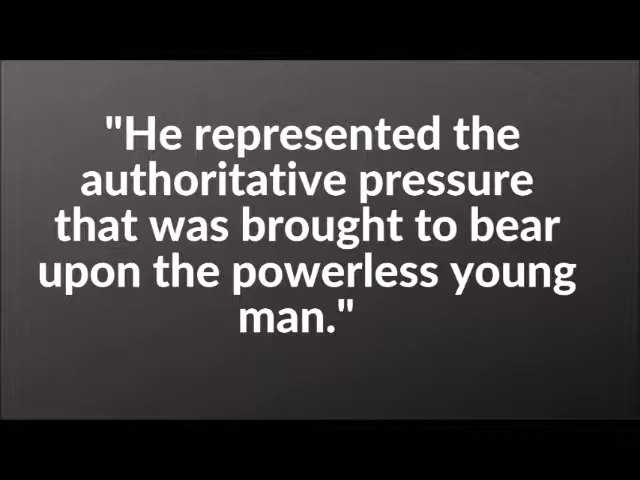 "He represented the
authoritative pressure
that was brought to bear
upon the powerless young
man."